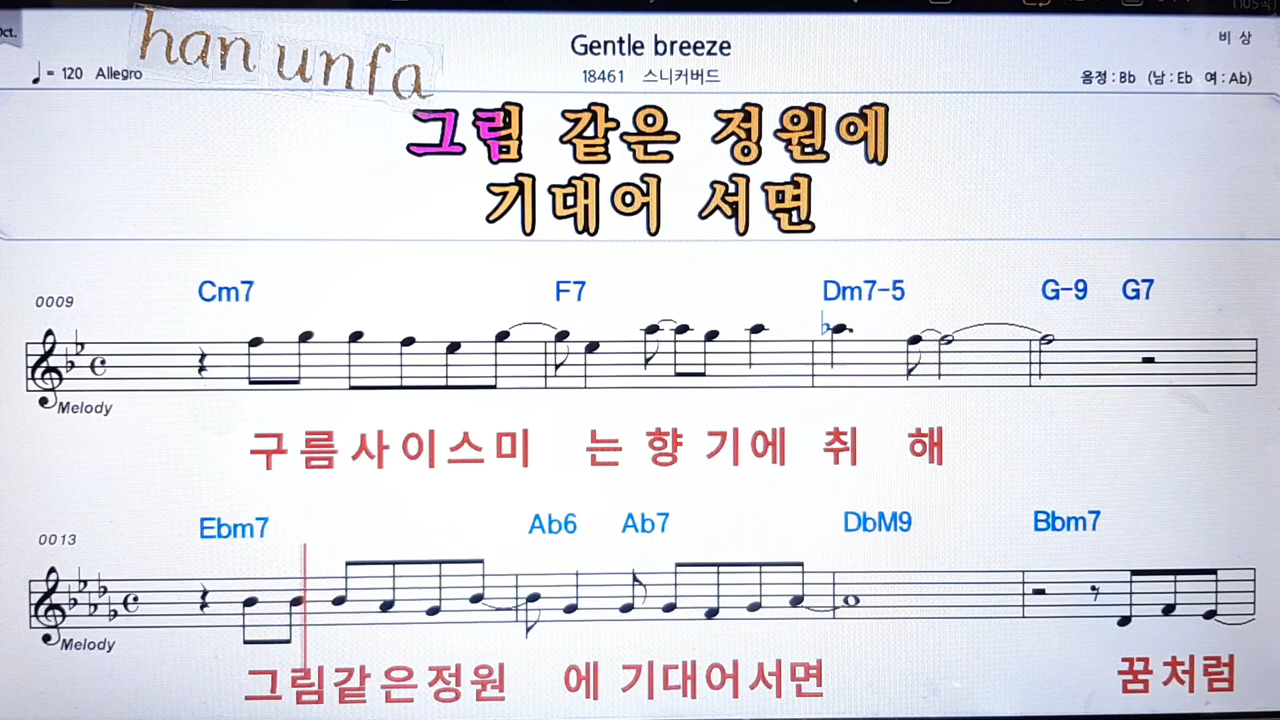 (105곡)
Oct.
han unfa
Gentle breeze
비 상
♩ = 120 Allegro
18461 스니커버드
음정 : Bb (남 : Eb 여 : Ab)
그림 같은 정원에
기대어 서면
0009
Cm7 F7 Dm7-5 G-9 G7
Melody
구름사이스미 는 향 기에 취 해
0013
Ebm7 Ab6 Ab7 DbM9 Bbm7
Melody
그림같은정원 에 기대어서면 꿈처럼